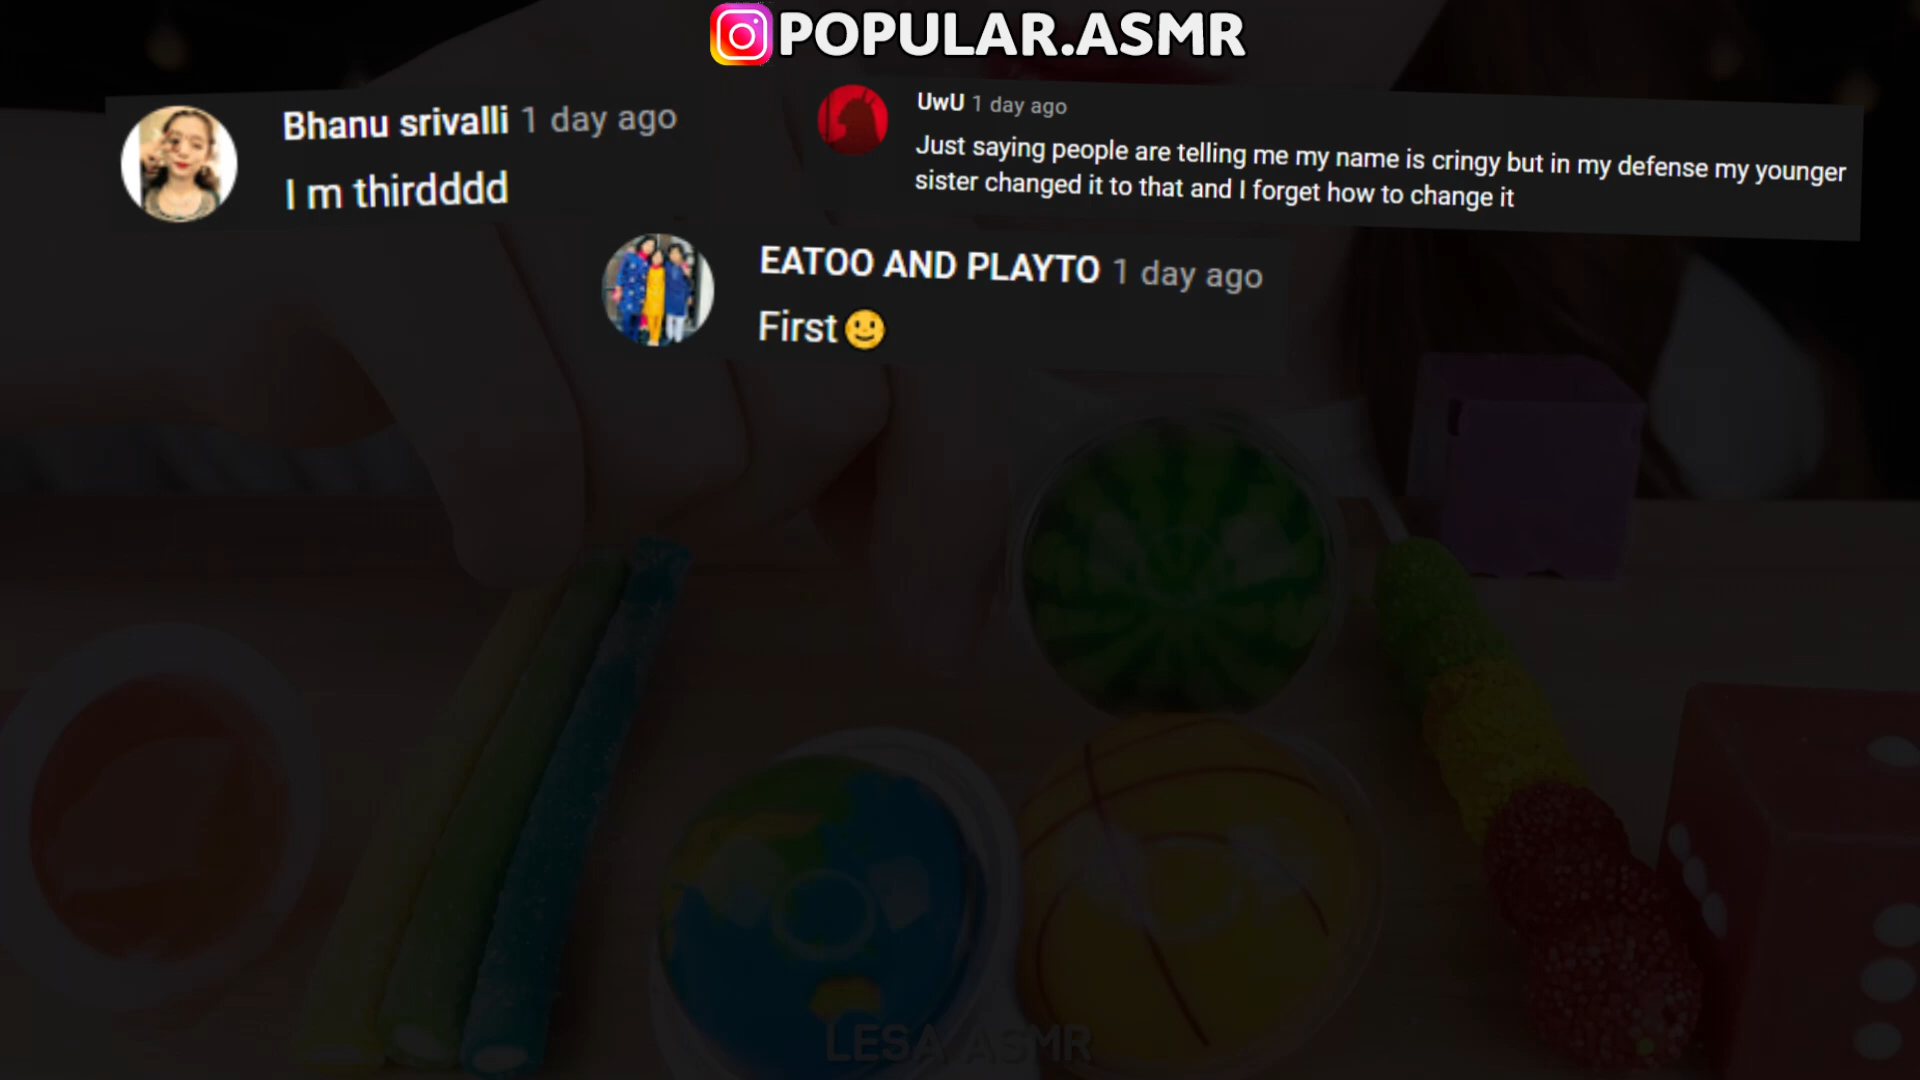 POPULAR.ASMR
Bhanu srivalli 1 day ago
I m thirdddd
UwU 1 day ago
Just saying people are telling me my name is cringy but in my defense my younger
sister changed it to that and I forget how to change it
EATOO AND PLAYTO 1 day ago
First🙂
LESA ASMR